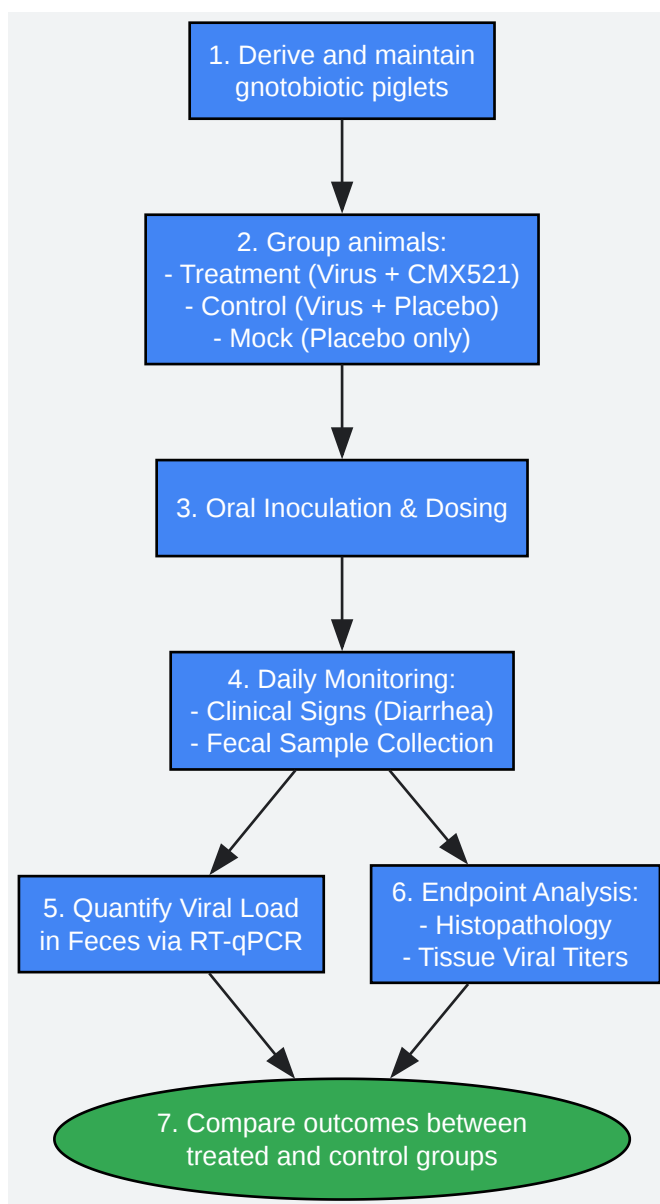 1. Derive and maintain
gnotobiotic piglets
2. Group animals:
- Treatment (Virus + CMX521)
- Control (Virus + Placebo)
- Mock (Placebo only)
3. Oral Inoculation & Dosing
4. Daily Monitoring:
- Clinical Signs (Diarrhea)
- Fecal Sample Collection
5. Quantify Viral Load
in Feces via RT-qPCR
6. Endpoint Analysis:
- Histopathology
- Tissue Viral Titers
7. Compare outcomes between
treated and control groups